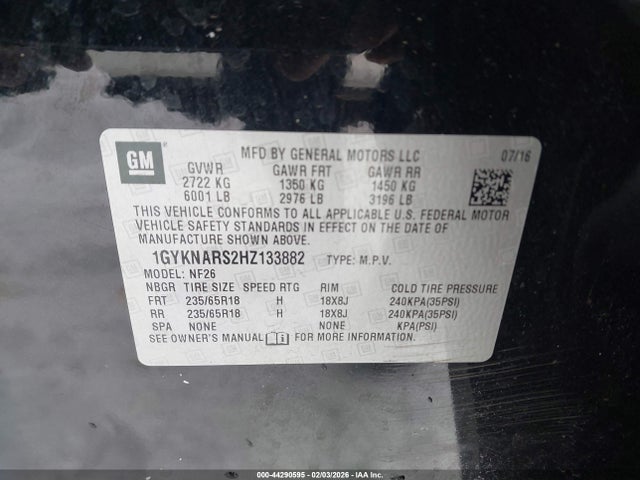 GM
MFD BY GENERAL MOTORS LLC 07/16
GVWR GAWR FRT GAWR RR
2722 KG 1350 KG 1450 KG
6001 LB 2976 LB 3196 LB
THIS VEHICLE CONFORMS TO ALL APPLICABLE U.S. FEDERAL MOTOR
VEHICLE SAFETY STANDARDS IN EFFECT ON THE DATE OF
MANUFACTURE SHOWN ABOVE.
1GYKNARS2HZ133882 TYPE: M.P.V.
MODEL: NF26
NBGR TIRE SIZE SPEED RTG RIM COLD TIRE PRESSURE
FRT 235/65R18 H 18X8J 240KPA(35PSI)
RR 235/65R18 H 18X8J 240KPA(35PSI)
SPA NONE NONE KPA(PSI)
SEE OWNER'S MANUAL FOR MORE INFORMATION.
000-44290595 - 02/03/2026 - IAA Inc.